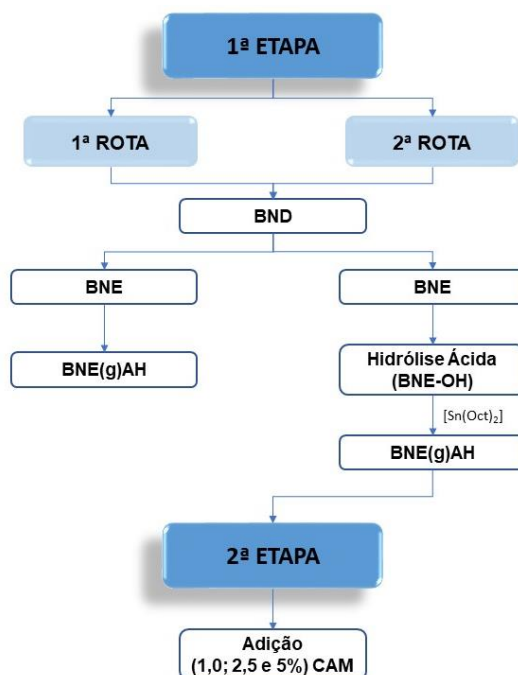 1ª ETAPA
1ª ROTA
2ª ROTA
BND
BNE
BNE
BNE(g)AH
Hidrólise Ácida
(BNE-OH)
[Sn(Oct)₂]
BNE(g)AH
2ª ETAPA
Adição
(1,0; 2,5 e 5%) CAM